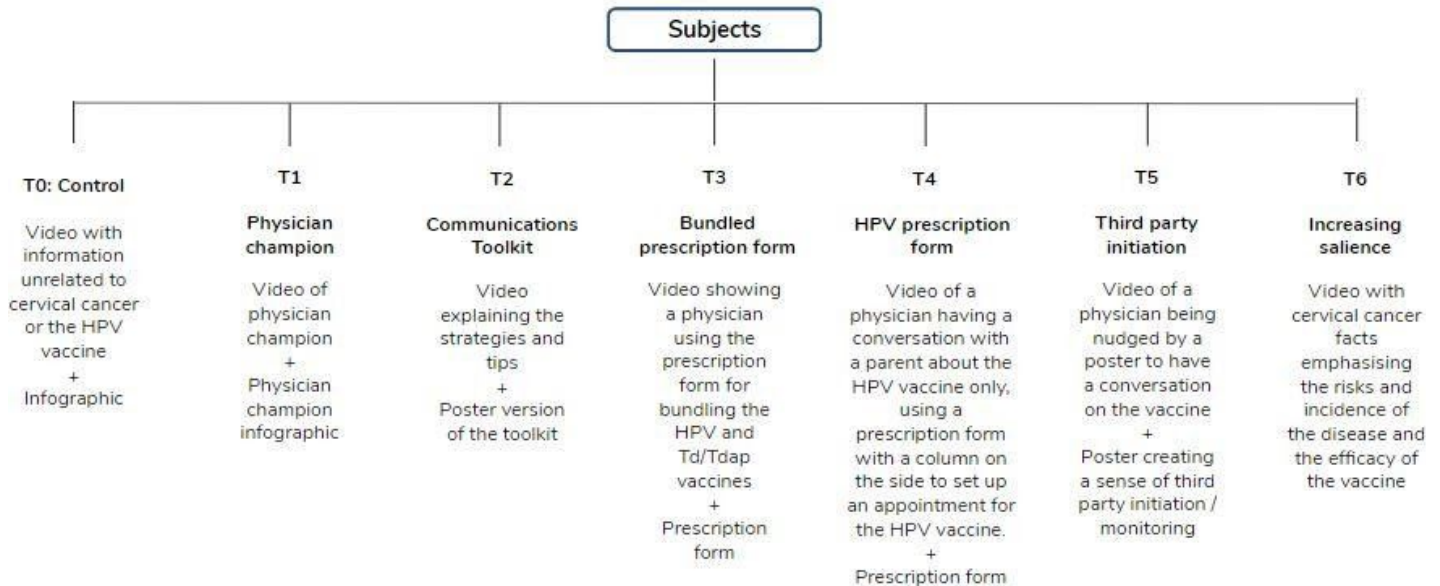 Subjects
T0: Control
Video with
information
unrelated to
cervical cancer
or the HPV
vaccine
+
Infographic
T1
Physician
champion
Video of
physician
champion
+
Physician
champion
infographic
T2
Communications
Toolkit
Video
explaining the
strategies and
tips
+
Poster version
of the toolkit
T3
Bundled
prescription form
Video showing
a physician
using the
prescription
form for
bundling the
HPV and
Td/Tdap
vaccines
+
Prescription
form
T4
HPV prescription
form
Video of a
physician having a
conversation with
a parent about the
HPV vaccine only,
using a
prescription form
with a column on
the side to set up
an appointment for
the HPV vaccine.
+
Prescription form
T5
Third party
initiation
Video of a
physician being
nudged by a
poster to have
a conversation
on the vaccine
+
Poster creating
a sense of third
party initiation /
monitoring
T6
Increasing
salience
Video with
cervical cancer
facts
emphasising
the risks and
incidence of
the disease and
the efficacy of
the vaccine